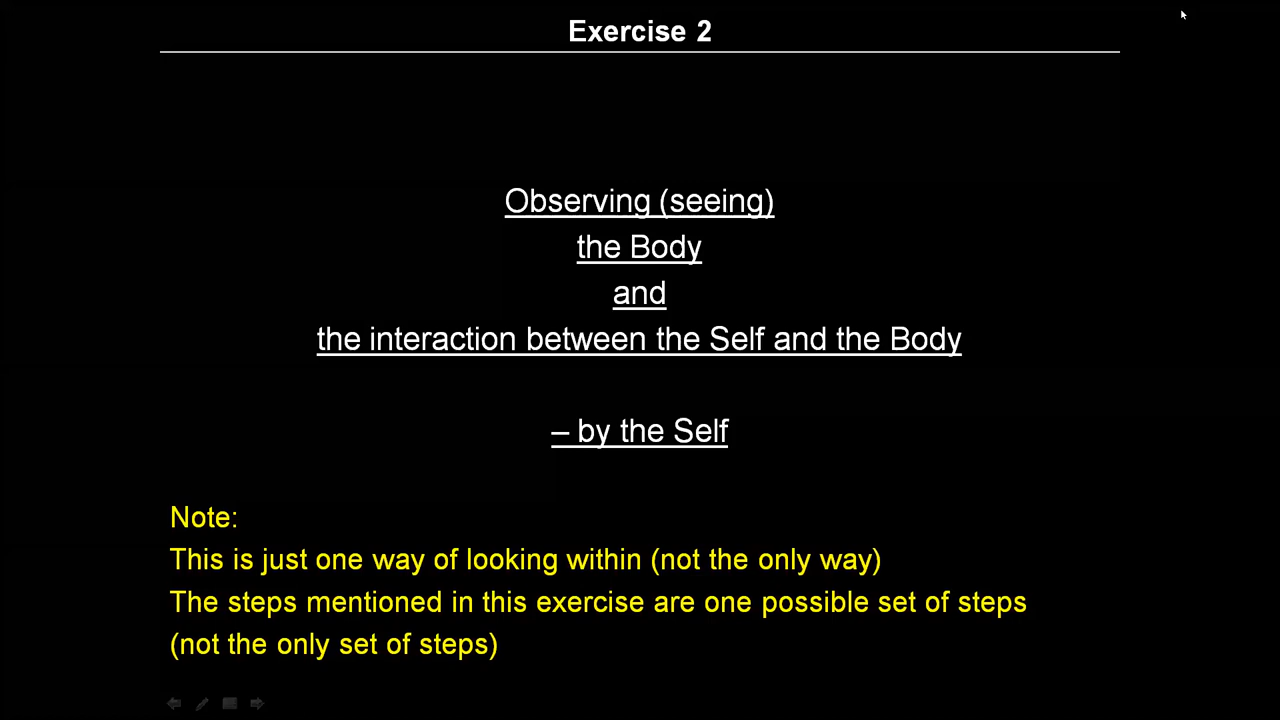 Exercise 2
Observing (seeing)
the Body
and
the interaction between the Self and the Body
– by the Self
Note:
This is just one way of looking within (not the only way)
The steps mentioned in this exercise are one possible set of steps
(not the only set of steps)